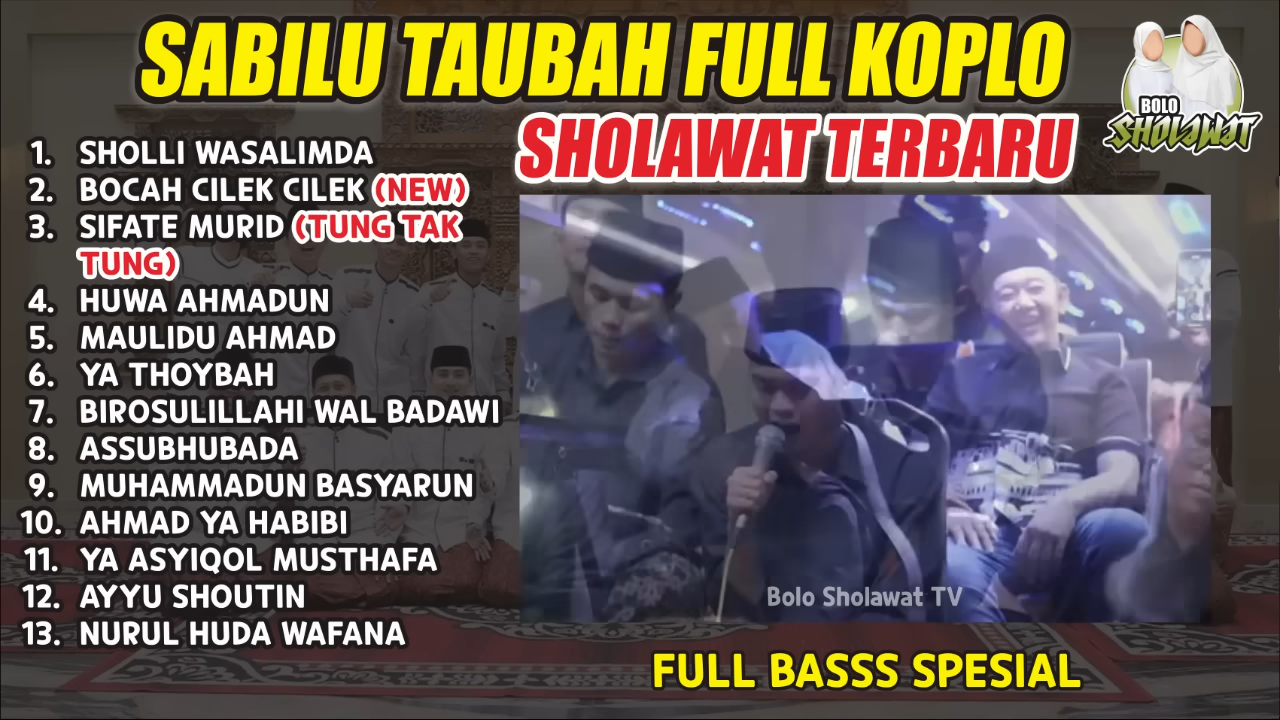 SABILU TAUBAH FULL KOPLO
SHOLAWAT TERBARU
BOLO
SHOLAWAT
1. SHOLLI WASALIMDA
2. BOCAH CILEK CILEK (NEW)
3. SIFATE MURID (TUNG TAK
TUNG)
4. HUWA AHMADUN
5. MAULIDU AHMAD
6. YA THOYBAH
7. BIROSULILLAHI WAL BADAWI
8. ASSUBHUBADA
9. MUHAMMADUN BASYARUN
10. AHMAD YA HABIBI
11. YA ASYIQOL MUSTHAFA
12. AYYU SHOUTIN
13. NURUL HUDA WAFANA
Bolo Sholawat TV
FULL BASSS SPESIAL